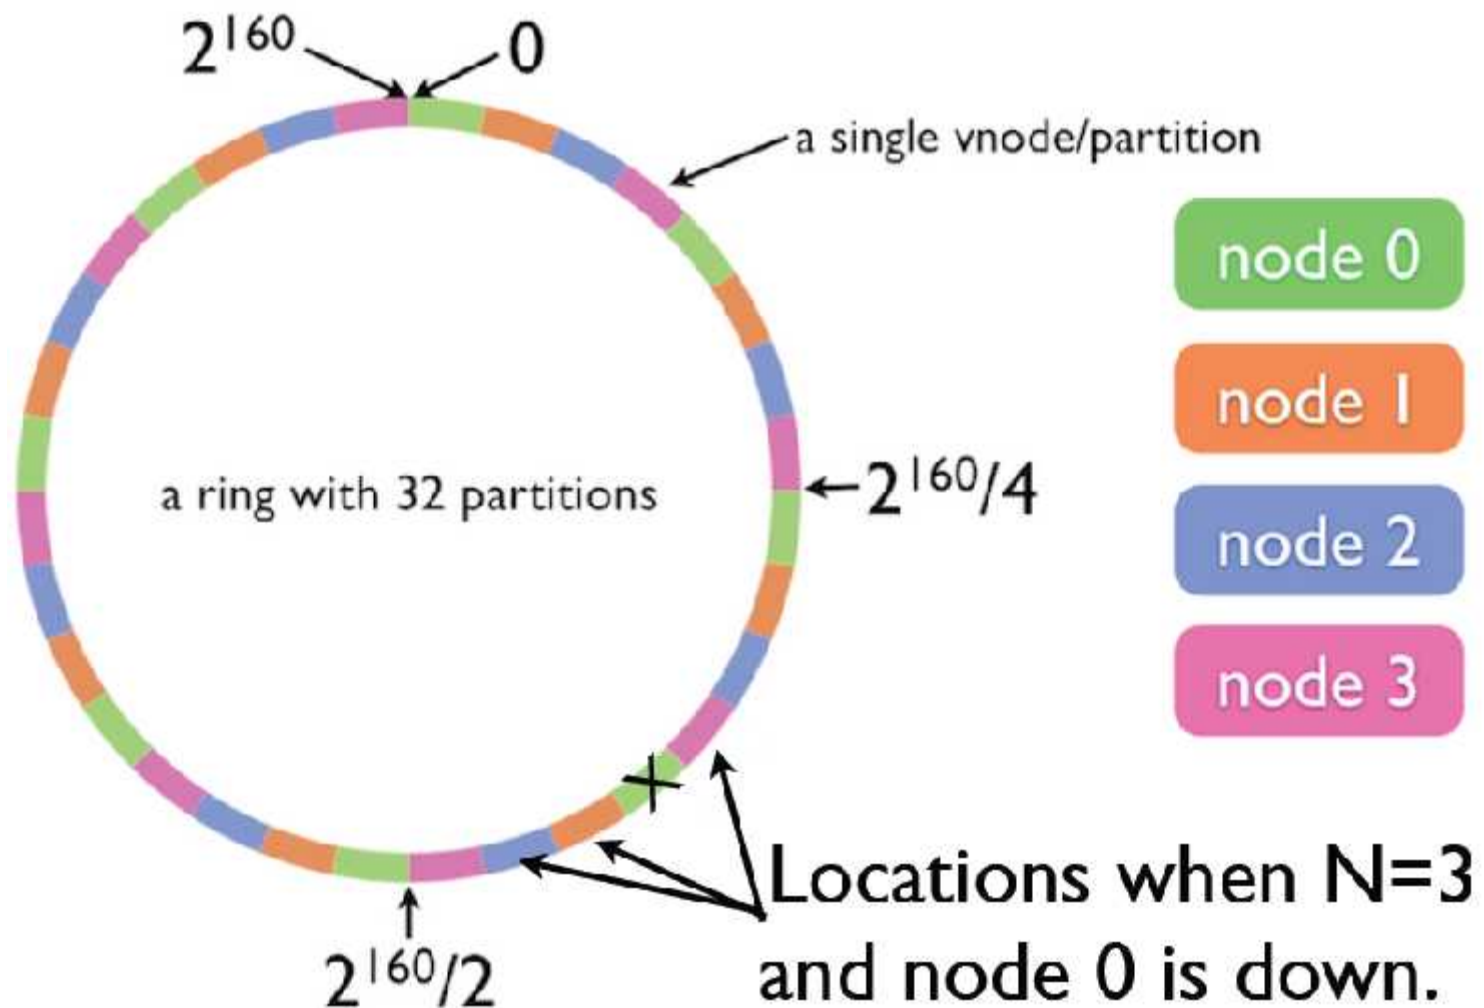 2^160
0
a single vnode/partition
node 0
node 1
a ring with 32 partitions
2^160/4
node 2
node 3
Locations when N=3
and node 0 is down.
2^160/2